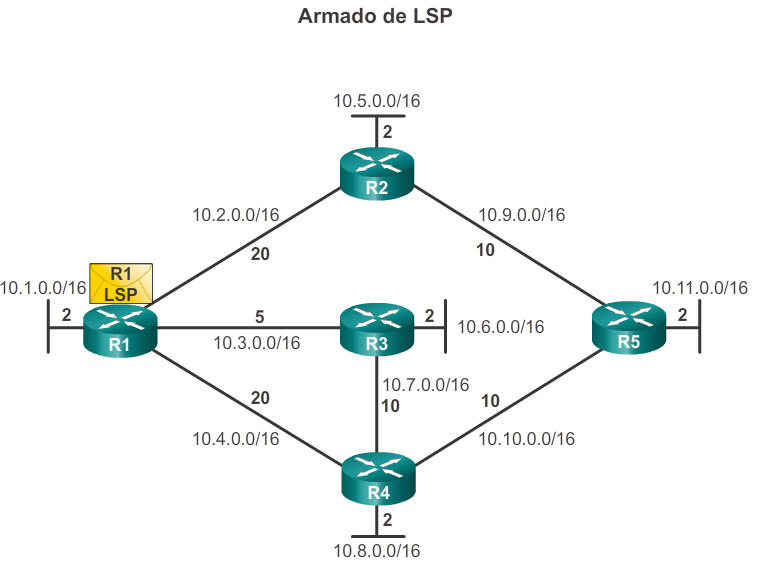 Armado de LSP
10.5.0.0/16
2
R2
10.2.0.0/16
10.9.0.0/16
20
10
R1
LSP
10.1.0.0/16
10.11.0.0/16
2
R1
5
10.3.0.0/16
R3
2
10.6.0.0/16
R5
2
10.7.0.0/16
10
20
10
10.4.0.0/16
10.10.0.0/16
R4
2
10.8.0.0/16